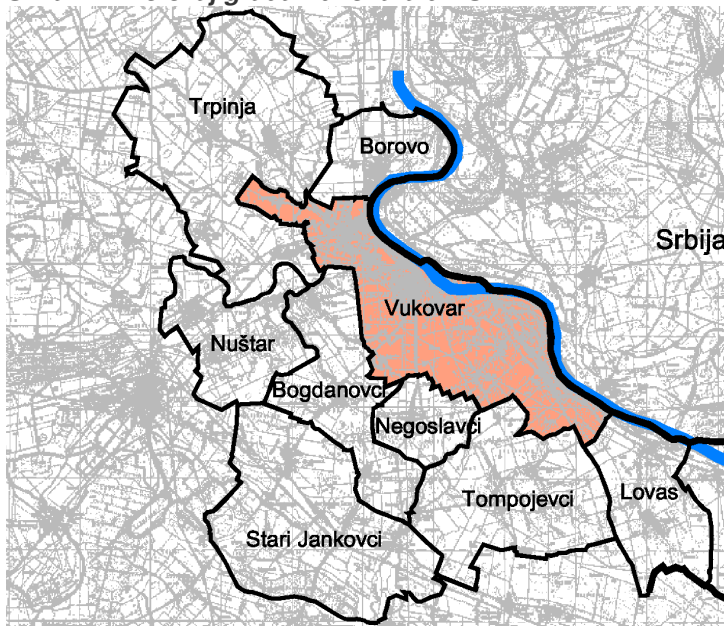 Trpinja
Borovo
Srbija
Vukovar
Nuštar
Bogdanovci
Negoslavci
Lovas
Tompojevci
Stari Jankovci